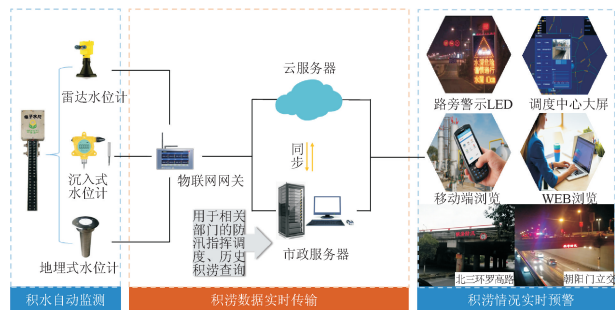 雷达水位计
沉入式
水位计
地埋式水位计
积水自动监测
物联网网关
云服务器
同步
市政服务器
用于相关
部门的防
汛指挥调
度、历史
积涝查询
积涝数据实时传输
路旁警示LED
调度中心大屏
移动端浏览
WEB浏览
北三环罗高路
朝阳门立交
积涝情况实时预警